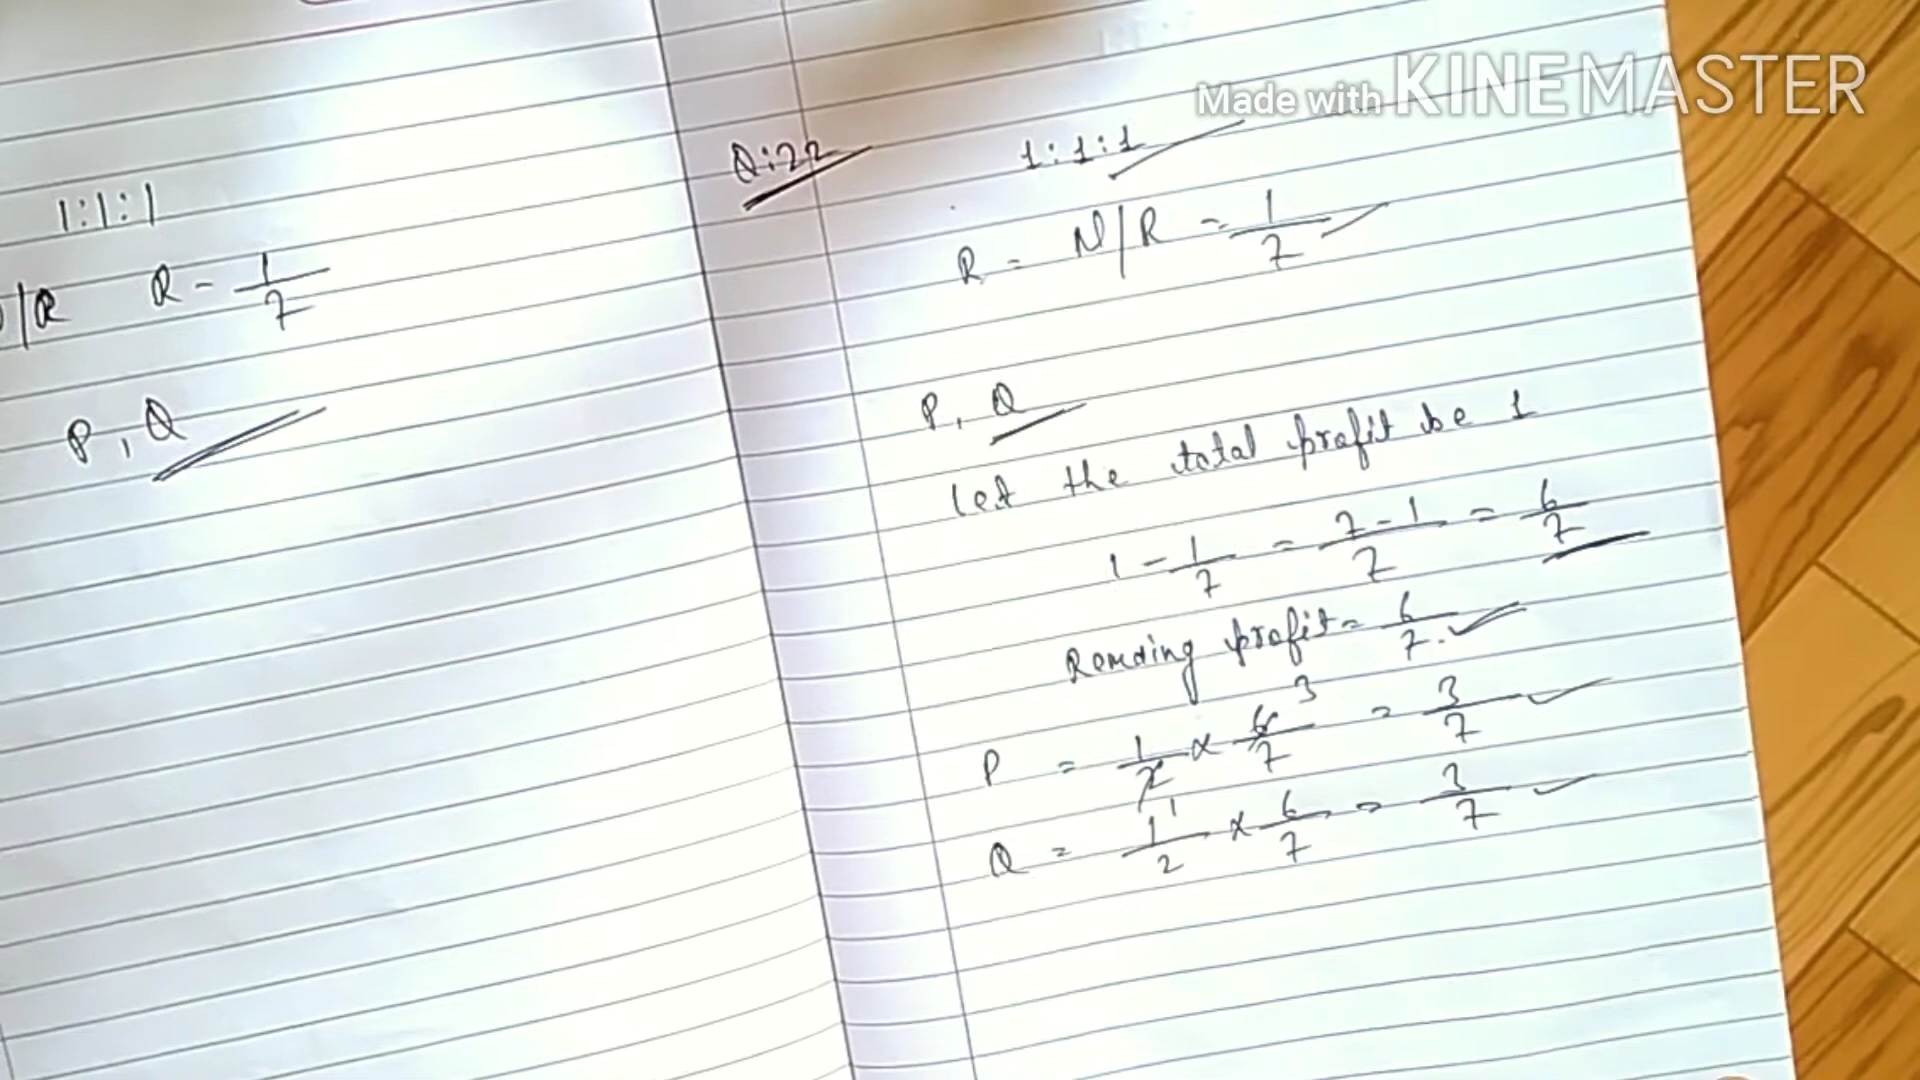 Made with KINEMASTER
1:1:1
/R R - 1/7
P, Q
Q:22 1:1:1
R = N/R = 1/7
P, Q
let the total profit be 1
1 - 1/7 = 7-1/7 = 6/7
Remaing profit = 6/7.
P = 1/2 1 × 6/7 3 = 3/7
Q = 1/2 × 6/7 = 3/7